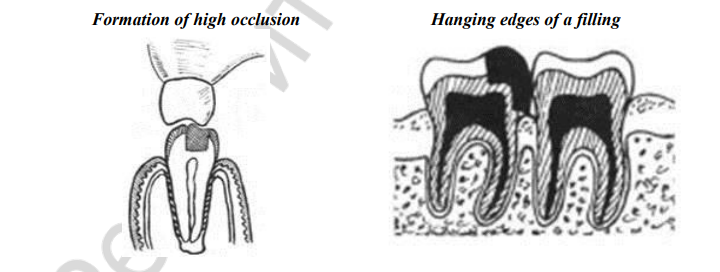 Formation of high occlusion
Hanging edges of a filling